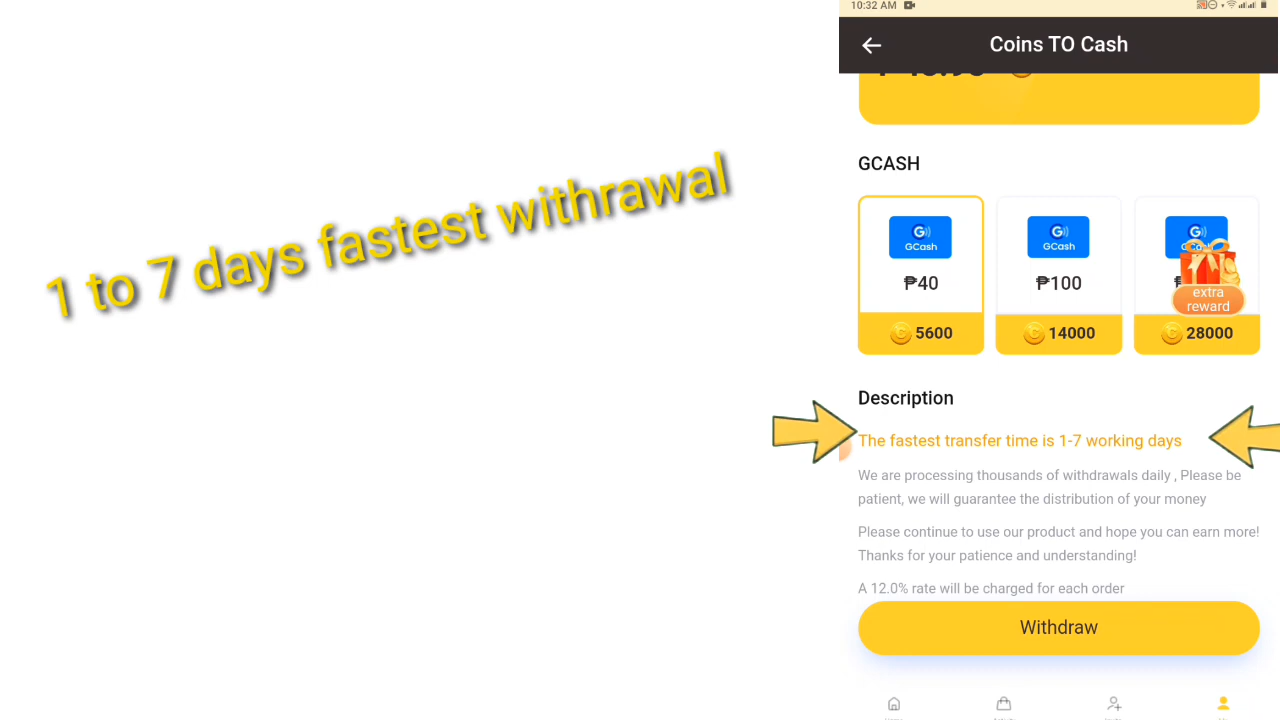 1 to 7 days fastest withrawal
10:32 AM
Coins TO Cash
GCASH
GCash
GCash
₱40
₱100
extra
reward
5600
14000
28000
Description
The fastest transfer time is 1-7 working days
We are processing thousands of withdrawals daily , Please be
patient, we will guarantee the distribution of your money
Please continue to use our product and hope you can earn more!
Thanks for your patience and understanding!
A 12.0% rate will be charged for each order
Withdraw